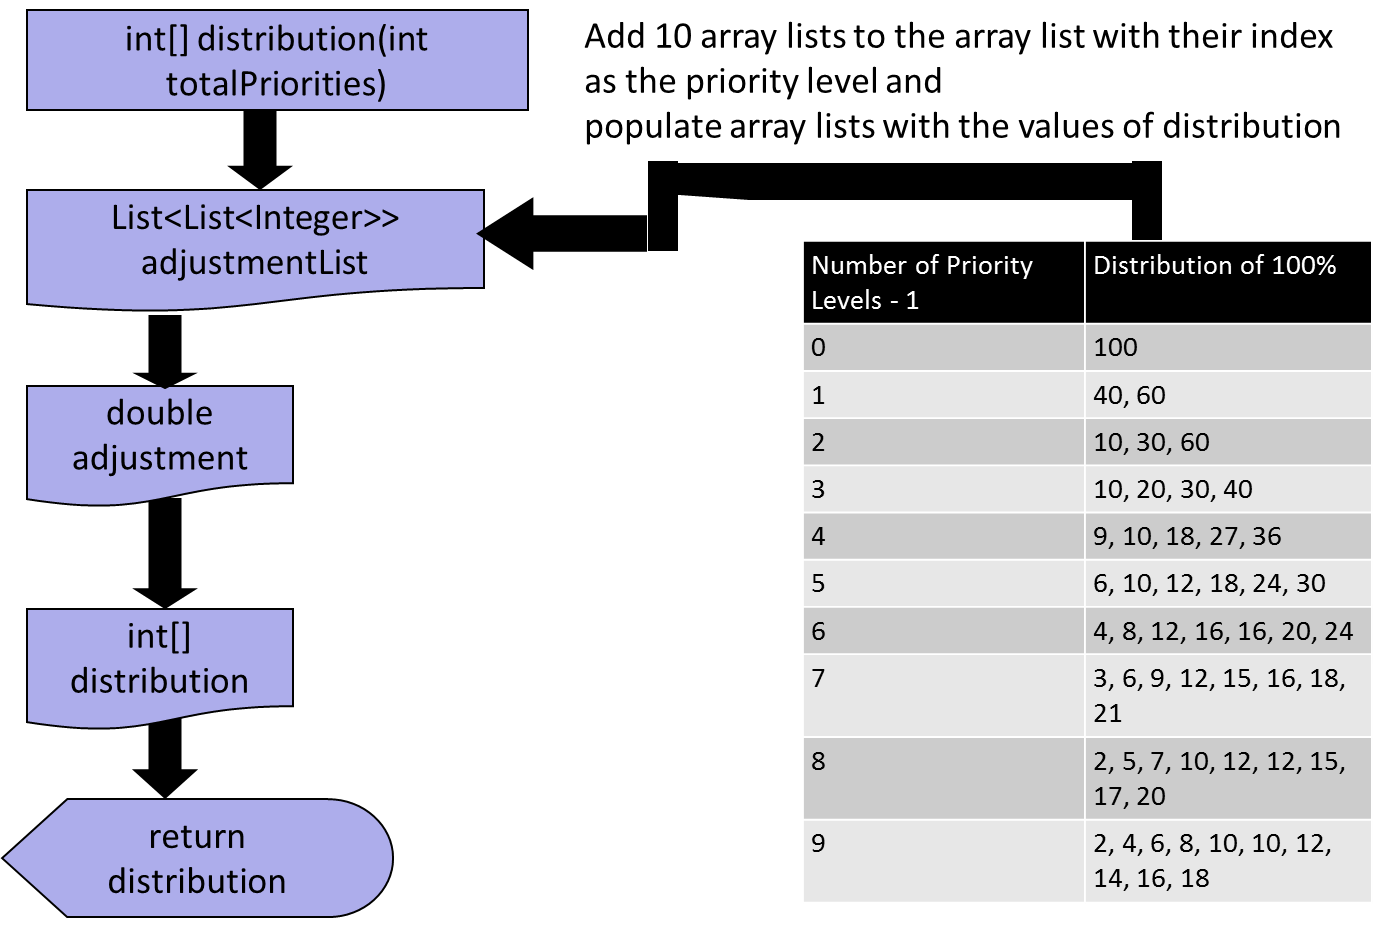 int[] distribution(int
totalPriorities)
Add 10 array lists to the array list with their index
as the priority level and
populate array lists with the values of distribution
List<List<Integer>>
adjustmentList
double
adjustment
int[]
distribution
return
distribution
Number of Priority
Levels - 1
Distribution of 100%
0
100
1
40, 60
2
10, 30, 60
3
10, 20, 30, 40
4
9, 10, 18, 27, 36
5
6, 10, 12, 18, 24, 30
6
4, 8, 12, 16, 16, 20, 24
7
3, 6, 9, 12, 15, 16, 18,
21
8
2, 5, 7, 10, 12, 12, 15,
17, 20
9
2, 4, 6, 8, 10, 10, 12,
14, 16, 18